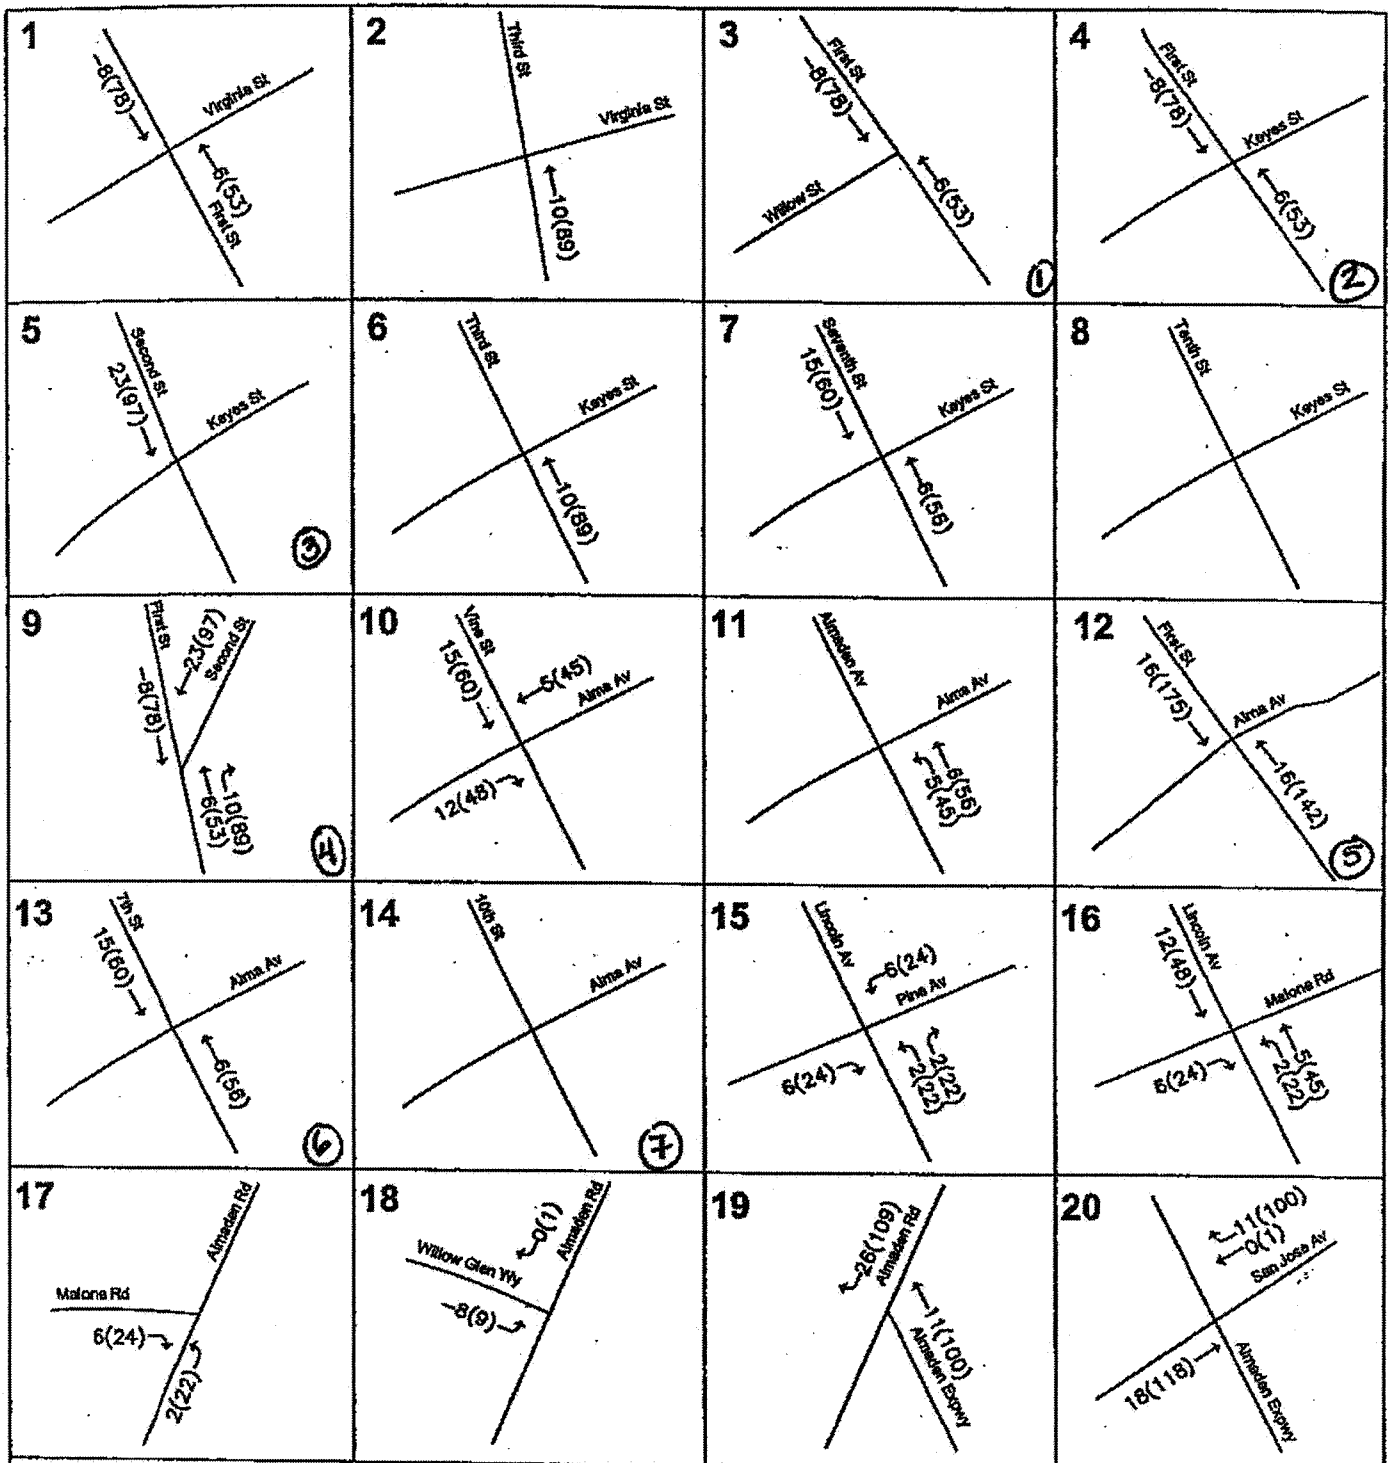 1
-8(78)
Virginia St
6(53)
First St
2
Third St
Virginia St
10(89)
3
First St
-8(78)
Willow St
6(53)
1
4
First St
-8(78)
Keyes St
6(53)
2
5
Second St
23(97)
Keyes St
3
6
Third St
Keyes St
10(89)
7
Seventh St
15(60)
Keyes St
6(56)
8
Tenth St
Keyes St
9
First St
23(97)
Second St
-8(78)
10(89)
6(53)
4
10
Vine St
15(60)
5(45)
Alma Av
12(48)
11
Almaden Av
Alma Av
6(56)
5(45)
12
First St
16(175)
Alma Av
16(142)
5
13
7th St
15(60)
Alma Av
6(56)
6
14
10th St
Alma Av
7
15
Lincoln Av
6(24)
Pine Av
6(24)
2(22)
2(22)
16
Lincoln Av
12(48)
Malone Rd
6(24)
5(45)
2(22)
17
Almaden Rd
Malone Rd
6(24)
2(22)
18
0(1)
Almaden Rd
Willow Glen Wy
-8(9)
19
26(109)
Almaden Rd
11(100)
Almaden Expwy
20
11(100)
0(1)
San Jose Av
18(118)
Almaden Expwy